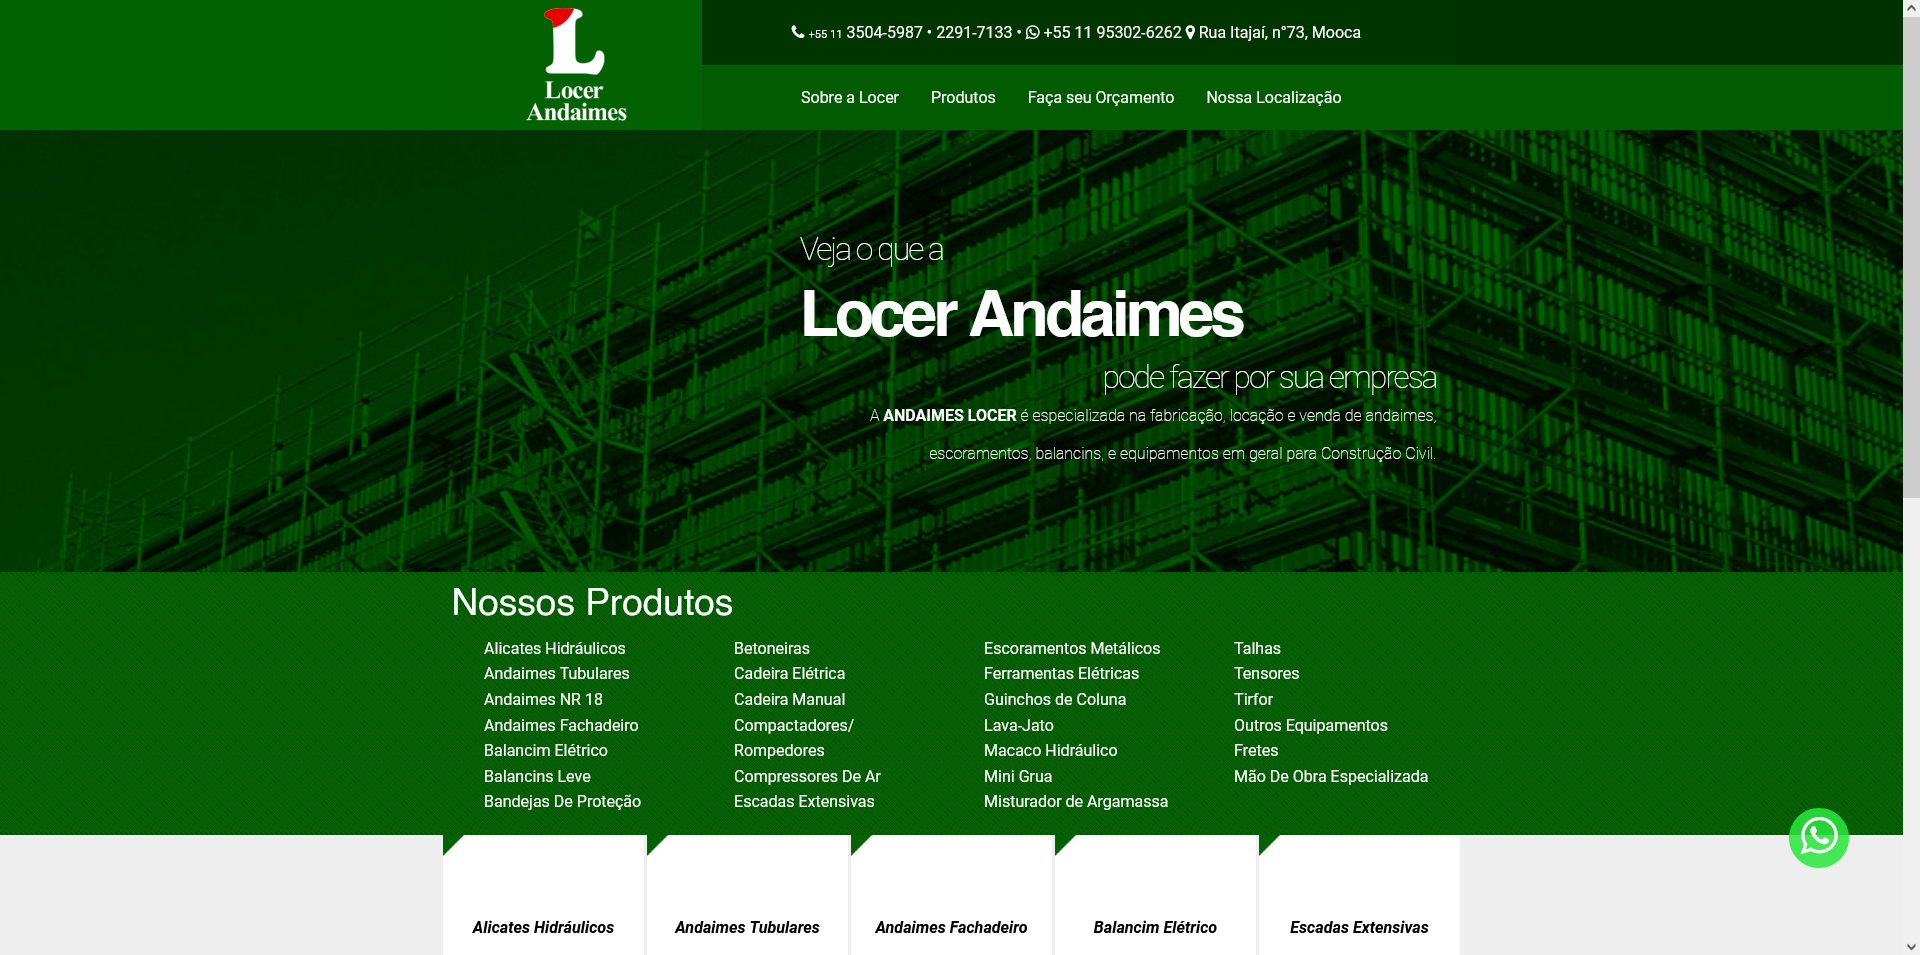 Locer
Andaimes
+55 11 3504-5987 • 2291-7133 • +55 11 95302-6262 Rua Itajaí, n°73, Mooca
Sobre a Locer Produtos Faça seu Orçamento Nossa Localização
Veja o que a
Locer Andaimes
pode fazer por sua empresa
A ANDAIMES LOCER é especializada na fabricação, locação e venda de andaimes,
escoramentos, balancins, e equipamentos em geral para Construção Civil.
Nossos Produtos
Alicates Hidráulicos
Andaimes Tubulares
Andaimes NR 18
Andaimes Fachadeiro
Balancim Elétrico
Balancins Leve
Bandejas De Proteção
Betoneiras
Cadeira Elétrica
Cadeira Manual
Compactadores/
Rompedores
Compressores De Ar
Escadas Extensivas
Escoramentos Metálicos
Ferramentas Elétricas
Guinchos de Coluna
Lava-Jato
Macaco Hidráulico
Mini Grua
Misturador de Argamassa
Talhas
Tensores
Tirfor
Outros Equipamentos
Fretes
Mão De Obra Especializada
Alicates Hidráulicos
Andaimes Tubulares
Andaimes Fachadeiro
Balancim Elétrico
Escadas Extensivas